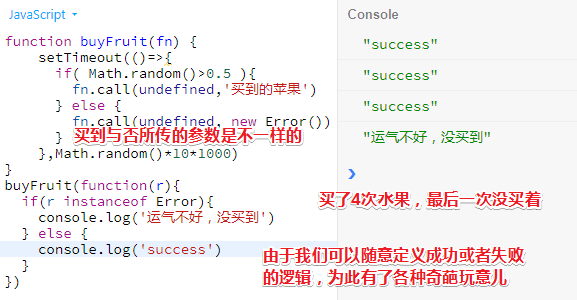 JavaScript
Console
function buyFruit(fn) {
setTimeout(()=>{
if( Math.random()>0.5 ){
fn.call(undefined,'买到的苹果')
} else {
fn.call(undefined, new Error())
}
买到与否所传的参数是不一样的
},Math.random()*10*1000)
}
buyFruit(function(r){
if(r instanceof Error){
console.log('运气不好，没买到')
} else {
console.log('success')
}
})
"success"
"success"
"success"
"运气不好，没买到"
买了4次水果，最后一次没买着
由于我们可以随意定义成功或者失败
的逻辑，为此有了各种奇葩玩意儿